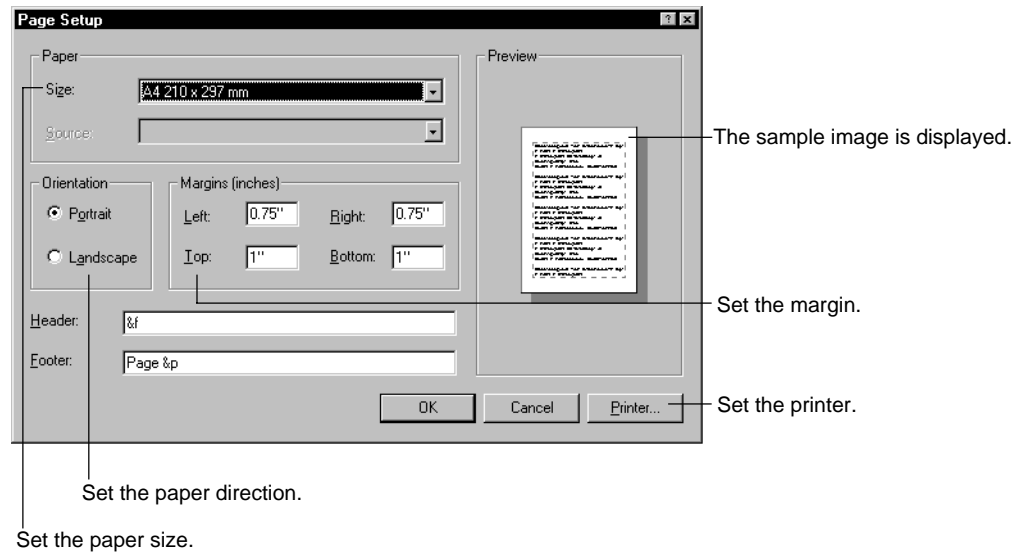 Page Setup
Paper
Size: A4 210 x 297 mm
Source:
Preview
The sample image is displayed.
Orientation
Portrait
Landscape
Margins (inches)
Left: 0.75'' Right: 0.75''
Top: 1'' Bottom: 1''
Set the margin.
Header: &f
Footer: Page &p
OK Cancel Printer...
Set the printer.
Set the paper direction.
Set the paper size.